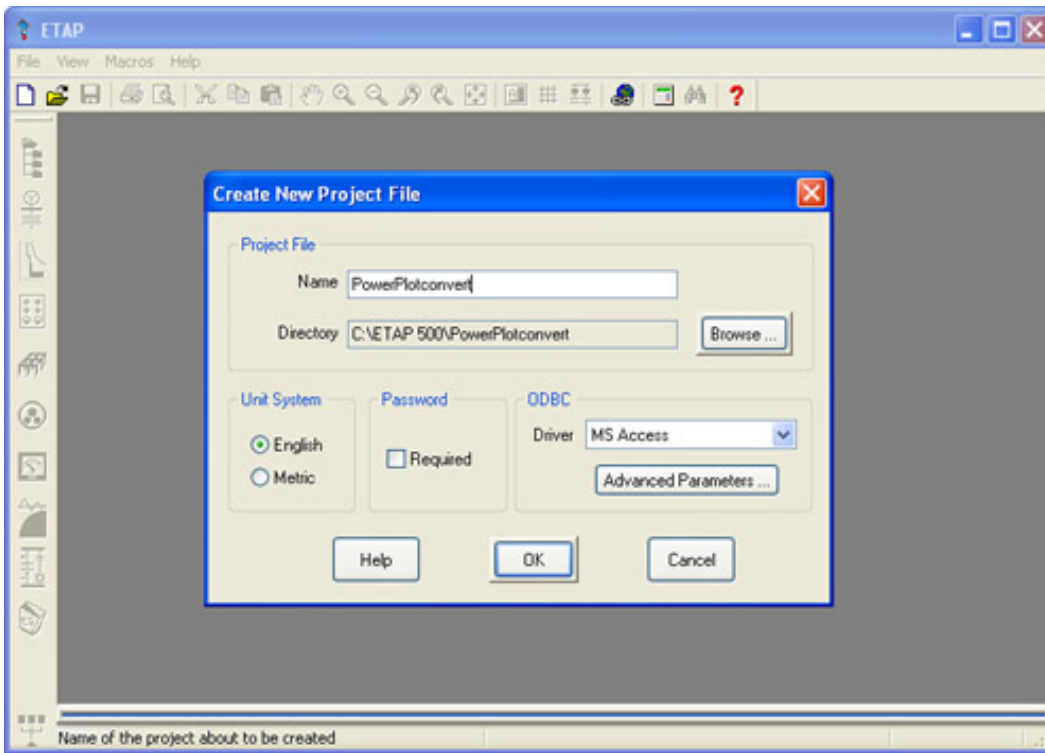 ETAP
File View Macros Help
Create New Project File
Project File
Name PowerPlotconvert
Directory C:\ETAP 500\PowerPlotconvert Browse ...
Unit System Password ODBC
English Required Driver MS Access
Metric Advanced Parameters ...
Help OK Cancel
Name of the project about to be created